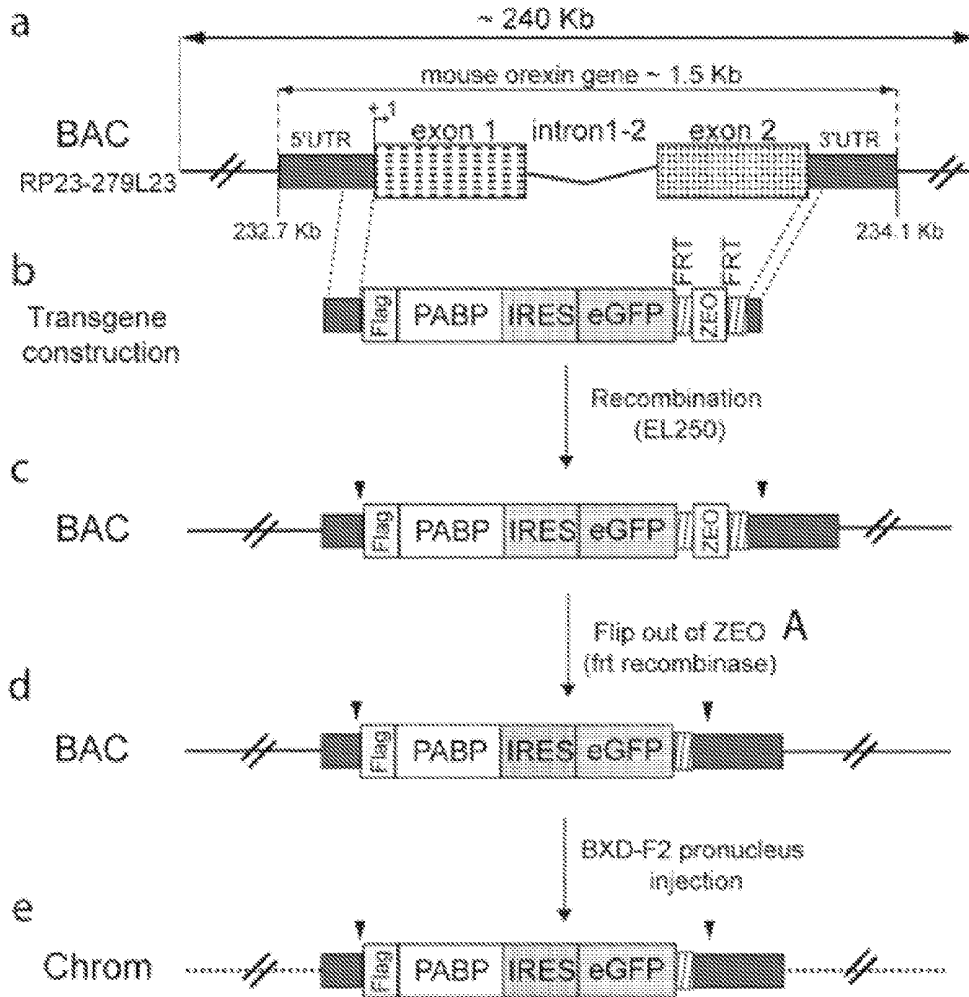 a
~ 240 Kb
mouse orexin gene ~ 1.5 Kb
+1
5'UTR exon 1 intron1-2 exon 2 3'UTR
BAC
RP23-279L23
232.7 Kb 234.1 Kb
b
FRT FRT
Transgene
construction
Flag PABP IRES eGFP ZEO
Recombination
(EL250)
c
BAC
Flag PABP IRES eGFP ZEO
Flip out of ZEO A
(frt recombinase)
d
BAC
Flag PABP IRES eGFP
BXD-F2 pronucleus
injection
e
Chrom
Flag PABP IRES eGFP